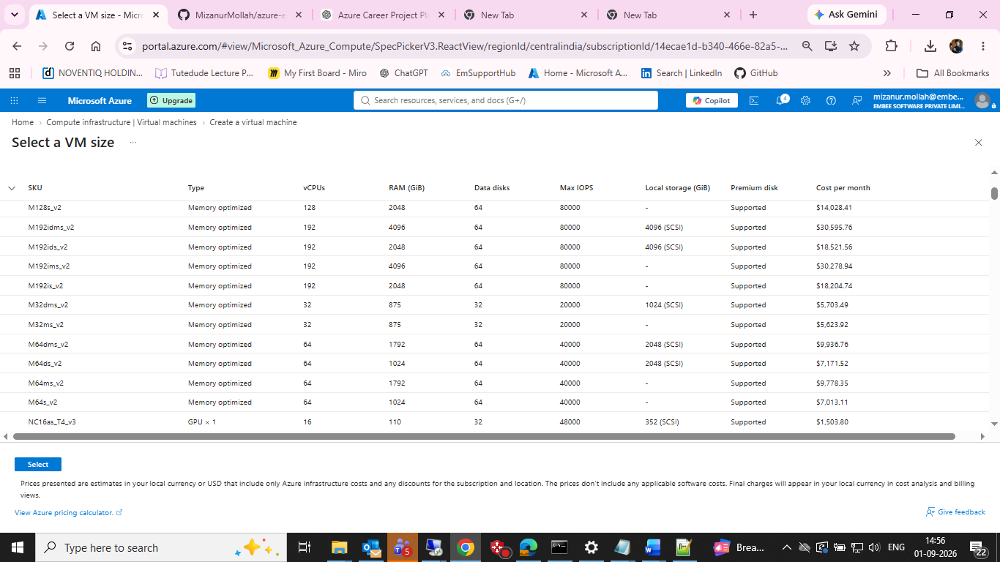 Select a VM size - Micro
MizanurMollah/azure-e
Azure Career Project Pl
New Tab
New Tab
Ask Gemini
portal.azure.com/#view/Microsoft_Azure_Compute/SpecPickerV3.ReactView/regionId/centralindia/subscriptionId/14ecae1d-b340-466e-82a5-...
NOVENTIQ HOLDIN...
Tutedude Lecture P...
My First Board - Miro
ChatGPT
EmSupportHub
Home - Microsoft A...
Search | LinkedIn
GitHub
All Bookmarks
Microsoft Azure
Upgrade
Search resources, services, and docs (G+/)
Copilot
4
mizanur.mollah@embe...
EMBEE SOFTWARE PRIVATE LIMI...
Home > Compute infrastructure | Virtual machines > Create a virtual machine
Select a VM size ...
SKU Type vCPUs RAM (GiB) Data disks Max IOPS Local storage (GiB) Premium disk Cost per month
M128s_v2 Memory optimized 128 2048 64 80000 - Supported $14,028.41
M192idms_v2 Memory optimized 192 4096 64 80000 4096 (SCSI) Supported $30,595.76
M192ids_v2 Memory optimized 192 2048 64 80000 4096 (SCSI) Supported $18,521.56
M192ims_v2 Memory optimized 192 4096 64 80000 - Supported $30,278.94
M192is_v2 Memory optimized 192 2048 64 80000 - Supported $18,204.74
M32dms_v2 Memory optimized 32 875 32 20000 1024 (SCSI) Supported $5,703.49
M32ms_v2 Memory optimized 32 875 32 20000 - Supported $5,623.92
M64dms_v2 Memory optimized 64 1792 64 40000 2048 (SCSI) Supported $9,936.76
M64ds_v2 Memory optimized 64 1024 64 40000 2048 (SCSI) Supported $7,171.52
M64ms_v2 Memory optimized 64 1792 64 40000 - Supported $9,778.35
M64s_v2 Memory optimized 64 1024 64 40000 - Supported $7,013.11
NC16as_T4_v3 GPU × 1 16 110 32 48000 352 (SCSI) Supported $1,503.80
Select
Prices presented are estimates in your local currency or USD that include only Azure infrastructure costs and any discounts for the subscription and location. The prices don't include any applicable software costs. Final charges will appear in your local currency in cost analysis and billing
views.
View Azure pricing calculator.
Give feedback
Type here to search
5
Brea...
ENG
14:56
01-09-2026
22